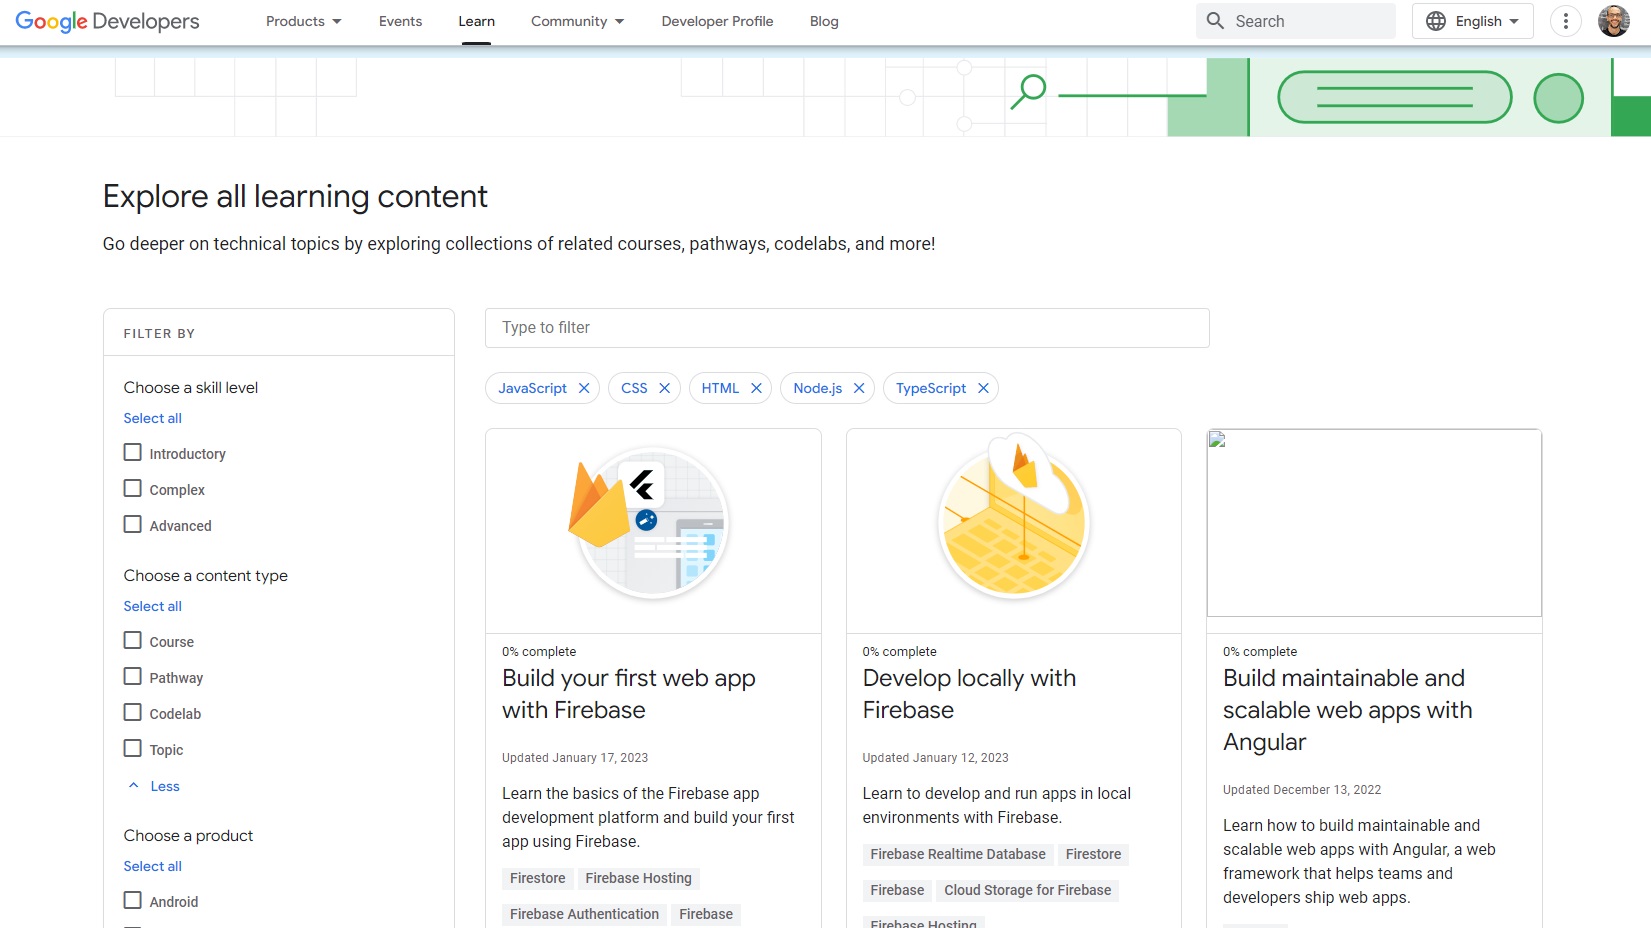 Google Developers
Products
Events
Learn
Community
Developer Profile
Blog
Search
English
Explore all learning content
Go deeper on technical topics by exploring collections of related courses, pathways, codelabs, and more!
FILTER BY
Choose a skill level
Select all
Introductory
Complex
Advanced
Choose a content type
Select all
Course
Pathway
Codelab
Topic
Less
Choose a product
Select all
Android
Type to filter
JavaScript
CSS
HTML
Node.js
TypeScript
0% complete
Build your first web app
with Firebase
Updated January 17, 2023
Learn the basics of the Firebase app
development platform and build your first
app using Firebase.
Firestore Firebase Hosting
Firebase Authentication Firebase
0% complete
Develop locally with
Firebase
Updated January 12, 2023
Learn to develop and run apps in local
environments with Firebase.
Firebase Realtime Database Firestore
Firebase Cloud Storage for Firebase
Firebase Hosting
0% complete
Build maintainable and
scalable web apps with
Angular
Updated December 13, 2022
Learn how to build maintainable and
scalable web apps with Angular, a web
framework that helps teams and
developers ship web apps.